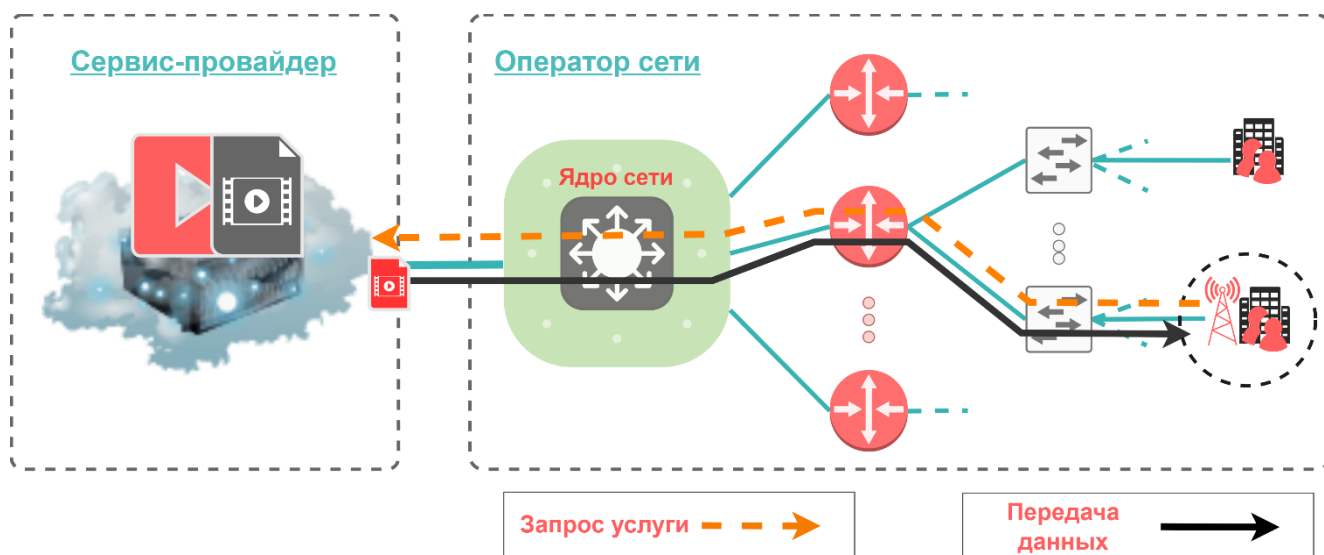 Сервис-провайдер
Оператор сети
Ядро сети
Запрос услуги
Передача
данных